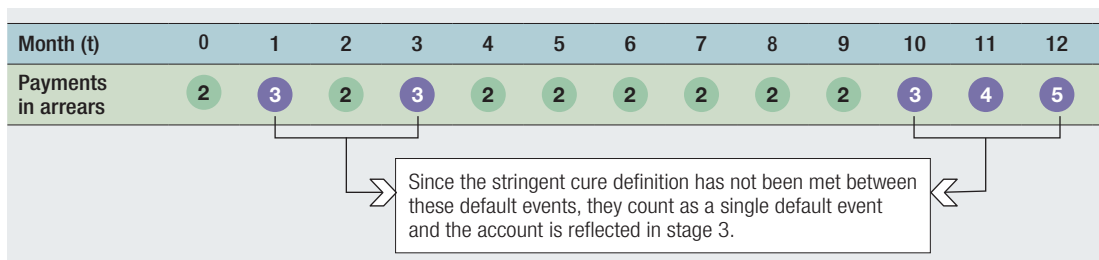 Month (t) 0 1 2 3 4 5 6 7 8 9 10 11 12
Payments
in arrears 2 3 2 3 2 2 2 2 2 2 3 4 5
Since the stringent cure definition has not been met between
these default events, they count as a single default event
and the account is reflected in stage 3.